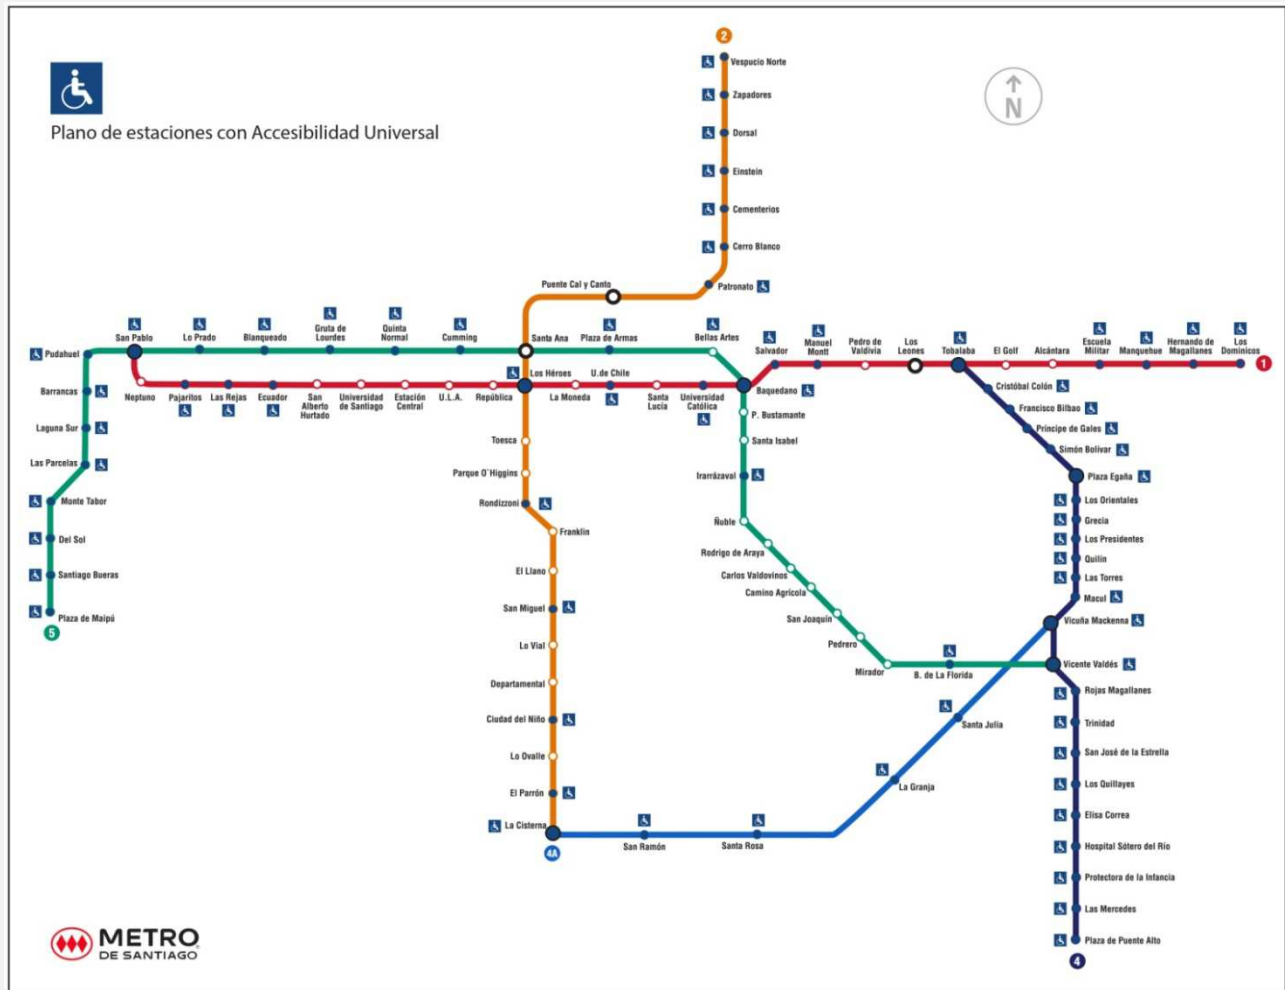 2
Vespucio Norte
Zapadores
Dorsal
Einstein
Cementerios
Cerro Blanco
Patronato
Puente Cal y Canto
N
Plano de estaciones con Accesibilidad Universal
San Pablo
Lo Prado
Blanqueado
Gruta de
Lourdes
Quinta
Normal
Cumming
Santa Ana
Plaza de Armas
Bellas Artes
Salvador
Manuel
Montt
Pedro de
Valdivia
Los
Leones
Tobalaba
El Golf
Alcántara
Escuela
Militar
Manquehue
Hernando de
Magallanes
Los
Dominicos
1
Pudahuel
Barrancas
Laguna Sur
Las Parcelas
Monte Tabor
Del Sol
Santiago Bueras
Plaza de Maipú
5
Neptuno
Pajaritos
Las Rejas
Ecuador
San
Alberto
Hurtado
Universidad
de Santiago
Estación
Central
U.L.A.
República
Los Héroes
La Moneda
U.de Chile
Santa
Lucía
Universidad
Católica
Baquedano
P. Bustamante
Santa Isabel
Irarrázaval
Ñuble
Rodrigo de Araya
Carlos Valdovinos
Camino Agrícola
San Joaquín
Pedrero
Mirador
B. de La Florida
Toesca
Parque O´Higgins
Rondizzoni
Franklin
El Llano
San Miguel
Lo Vial
Departamental
Ciudad del Niño
Lo Ovalle
El Parrón
La Cisterna
4A
San Ramón
Santa Rosa
La Granja
Santa Julia
Cristóbal Colón
Francisco Bilbao
Príncipe de Gales
Simón Bolívar
Plaza Egaña
Los Orientales
Grecia
Los Presidentes
Quilín
Las Torres
Macul
Vicuña Mackenna
Vicente Valdés
Rojas Magallanes
Trinidad
San José de la Estrella
Los Quillayes
Elisa Correa
Hospital Sótero del Río
Protectora de la Infancia
Las Mercedes
Plaza de Puente Alto
4
METRO
DE SANTIAGO